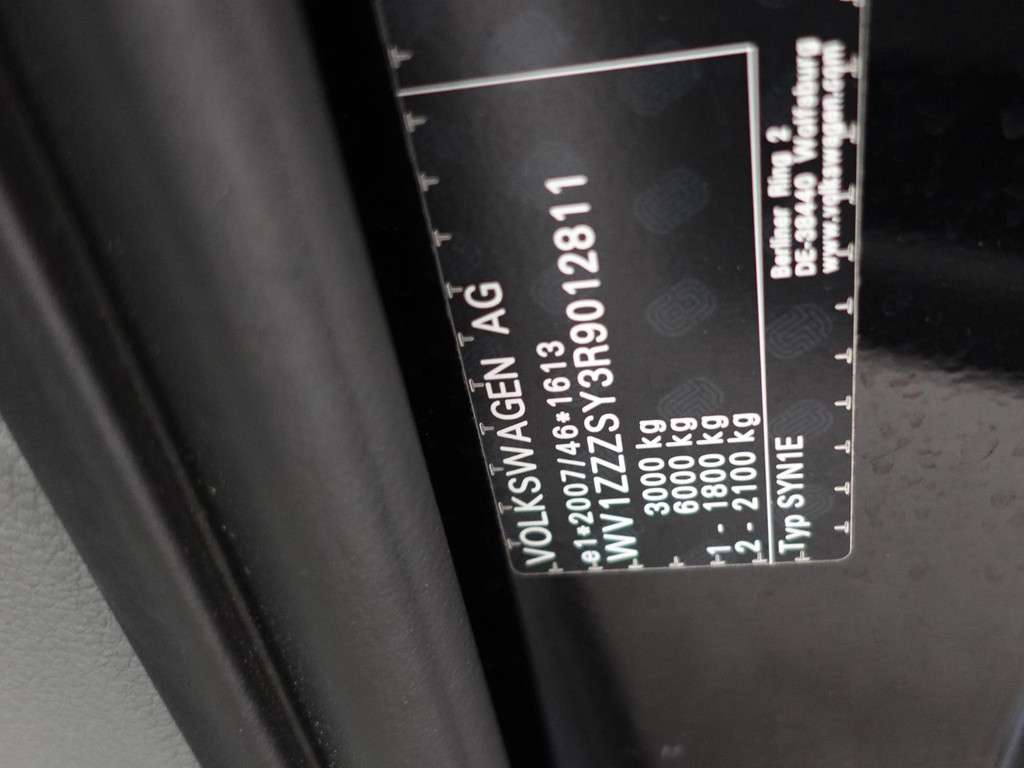 VOLKSWAGEN AG
e1*2007/46*1613
WV1ZZZSY3R9012811
3000 kg
6000 kg
1 - 1800 kg
2 - 2100 kg
Typ SYN1E
Berliner Ring 2
DE-38440 Wolfsburg
www.volkswagen.com